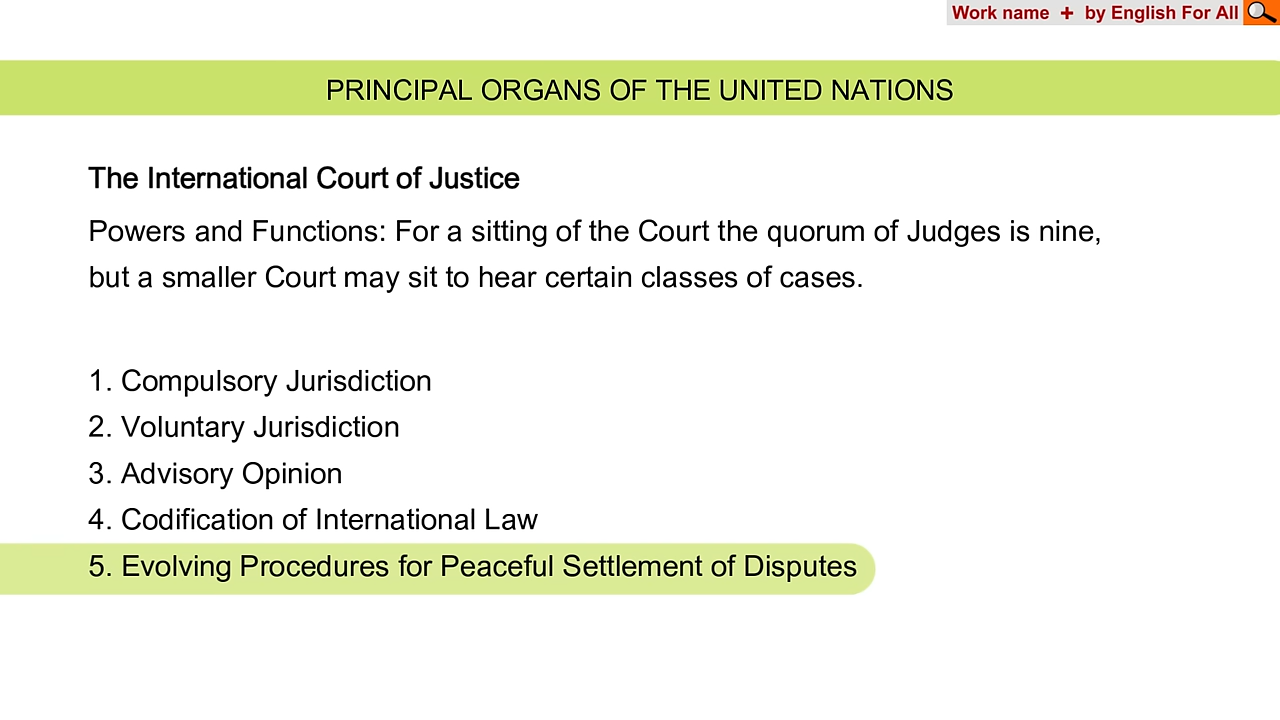 Work name + by English For All
PRINCIPAL ORGANS OF THE UNITED NATIONS
The International Court of Justice
Powers and Functions: For a sitting of the Court the quorum of Judges is nine,
but a smaller Court may sit to hear certain classes of cases.
1. Compulsory Jurisdiction
2. Voluntary Jurisdiction
3. Advisory Opinion
4. Codification of International Law
5. Evolving Procedures for Peaceful Settlement of Disputes